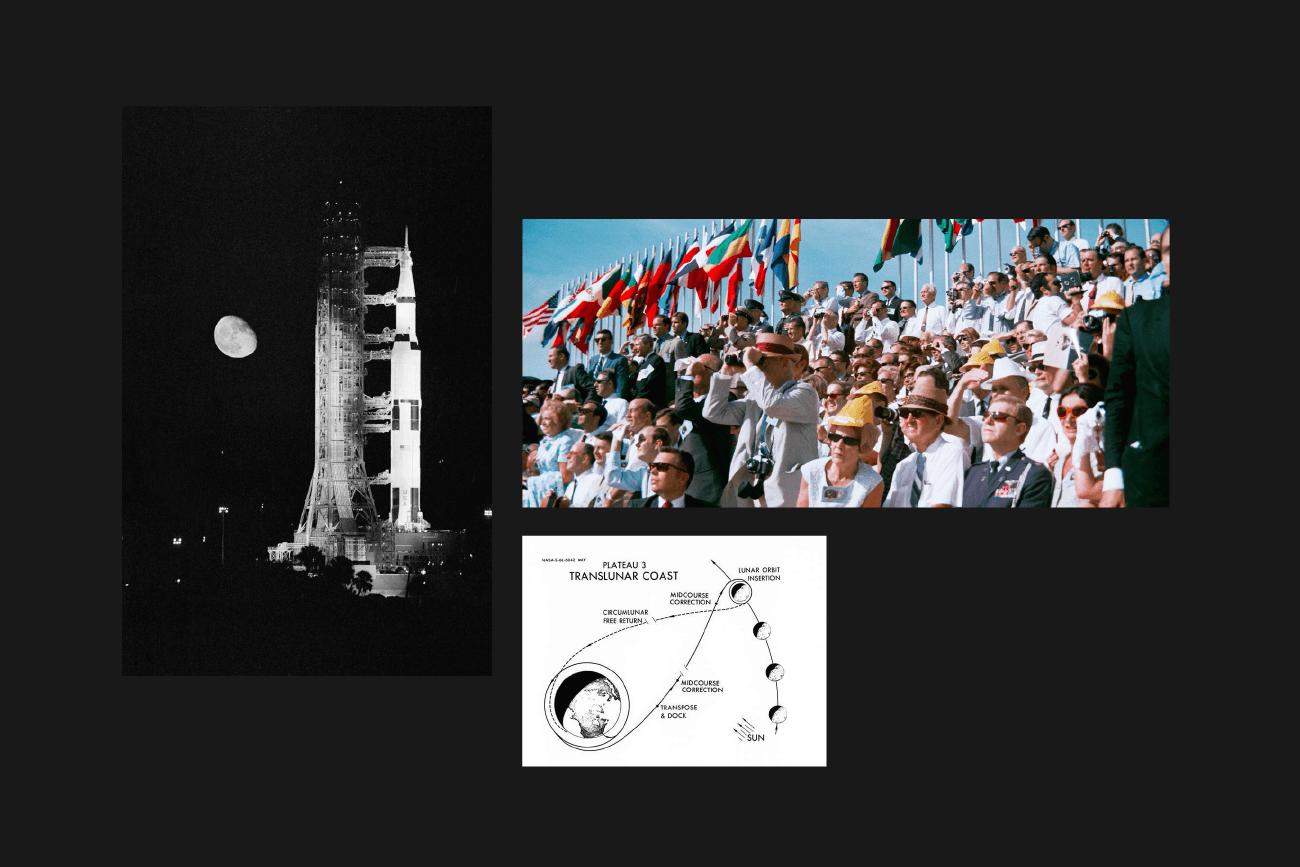 NASA-S-66-6042 MAY
PLATEAU 3
TRANSLUNAR COAST
LUNAR ORBIT
INSERTION
MIDCOURSE
CORRECTION
CIRCUMLUNAR
FREE RETURN
MIDCOURSE
CORRECTION
TRANSPOSE
& DOCK
SUN